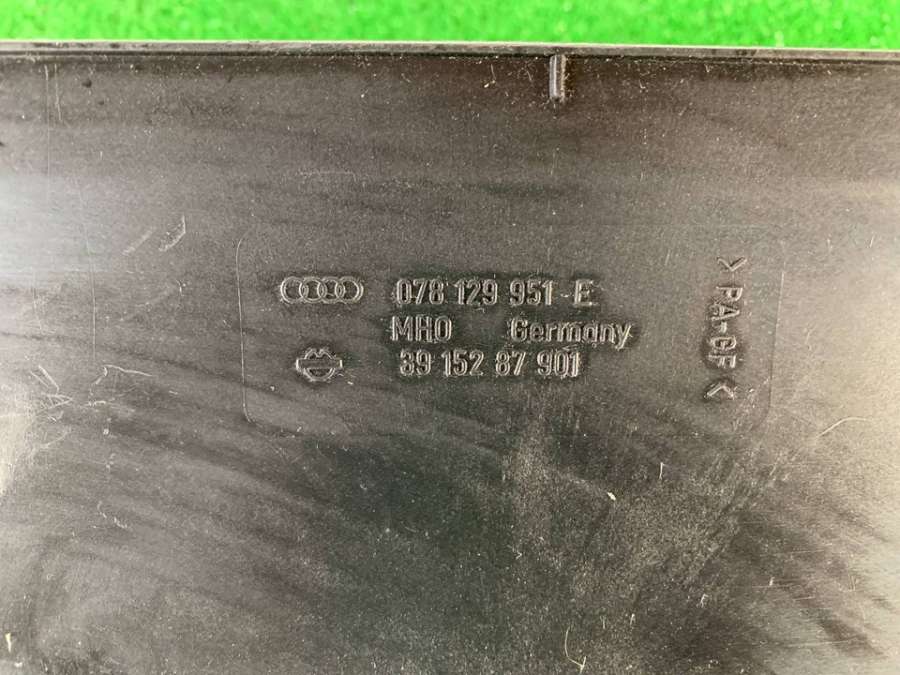 078 129 951 E
MHO Germany
39 152 87 901
> PA-GF <